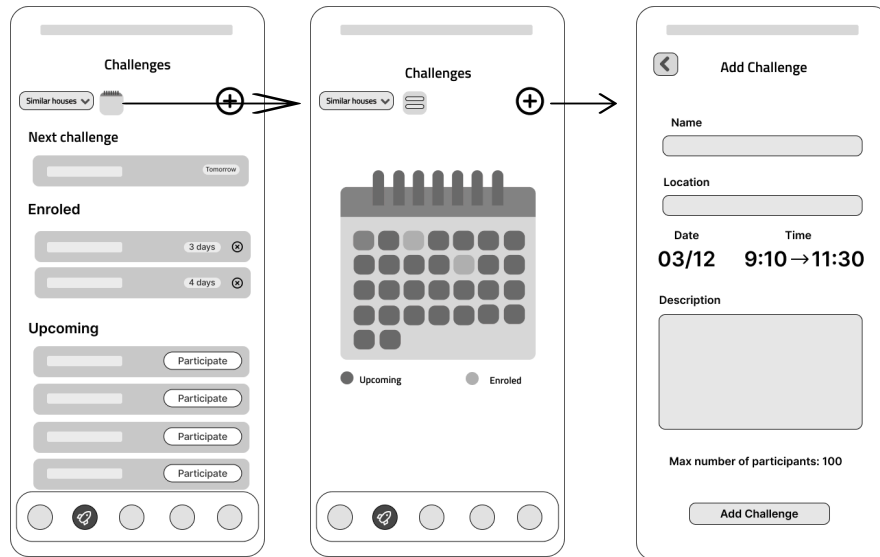 Challenges
Similar houses
Next challenge
Tomorrow
Enroled
3 days
4 days
Upcoming
Participate
Participate
Participate
Participate
Challenges
Similar houses
Upcoming
Enroled
Add Challenge
Name
Location
Date
Time
03/12
9:10→11:30
Description
Max number of participants: 100
Add Challenge